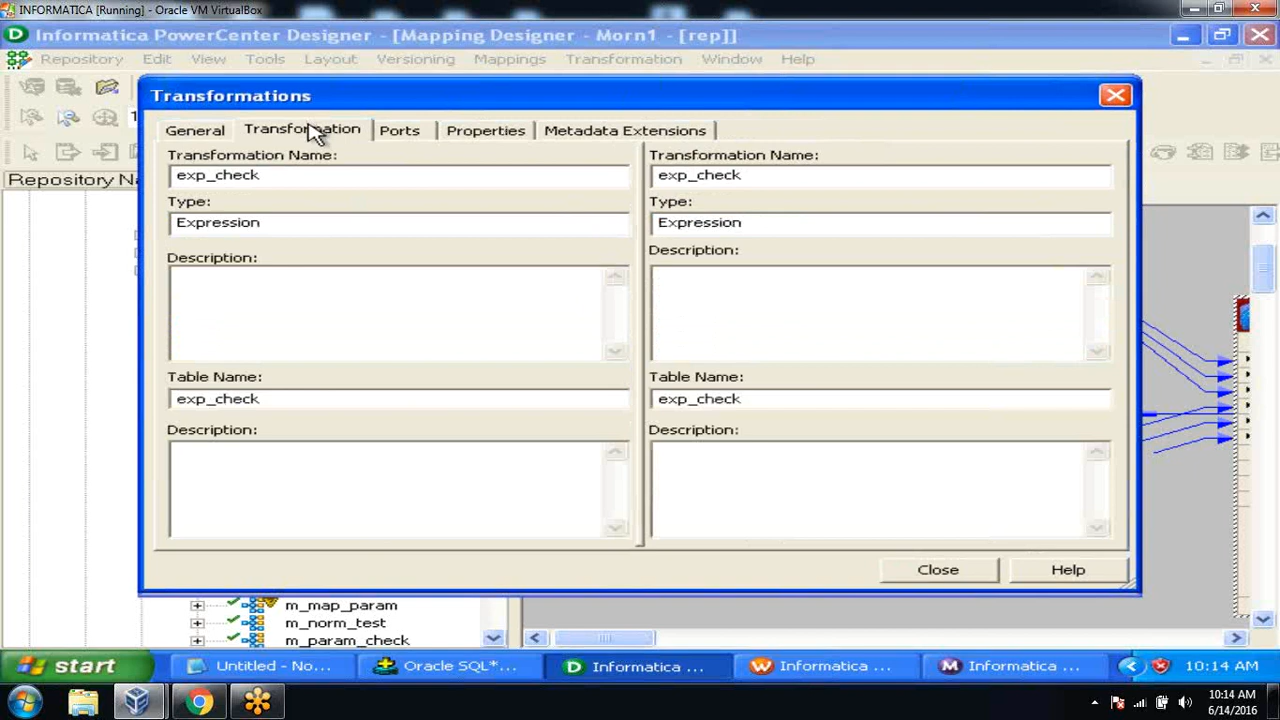 INFORMATICA [Running] - Oracle VM VirtualBox
Informatica PowerCenter Designer - [Mapping Designer - Morn1 - [rep]]
Repository Edit View Tools Layout Versioning Mappings Transformation Window Help
Transformations
General Transformation Ports Properties Metadata Extensions
Repository Na
Transformation Name: Transformation Name:
exp_check exp_check
Type: Type:
Expression Expression
Description: Description:
Table Name: Table Name:
exp_check exp_check
Description: Description:
Close Help
m_map_param
m_norm_test
m_param_check
start Untitled - No... Oracle SQL*... Informatica ... Informatica ... Informatica ... 10:14 AM
10:14 AM
6/14/2016